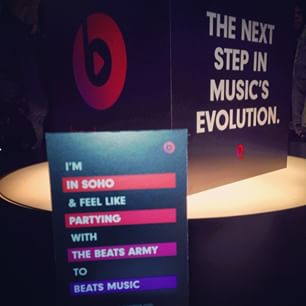 THE NEXT
STEP IN
MUSIC'S
EVOLUTION.
I'M
IN SOHO
& FEEL LIKE
PARTYING
WITH
THE BEATS ARMY
TO
BEATS MUSIC